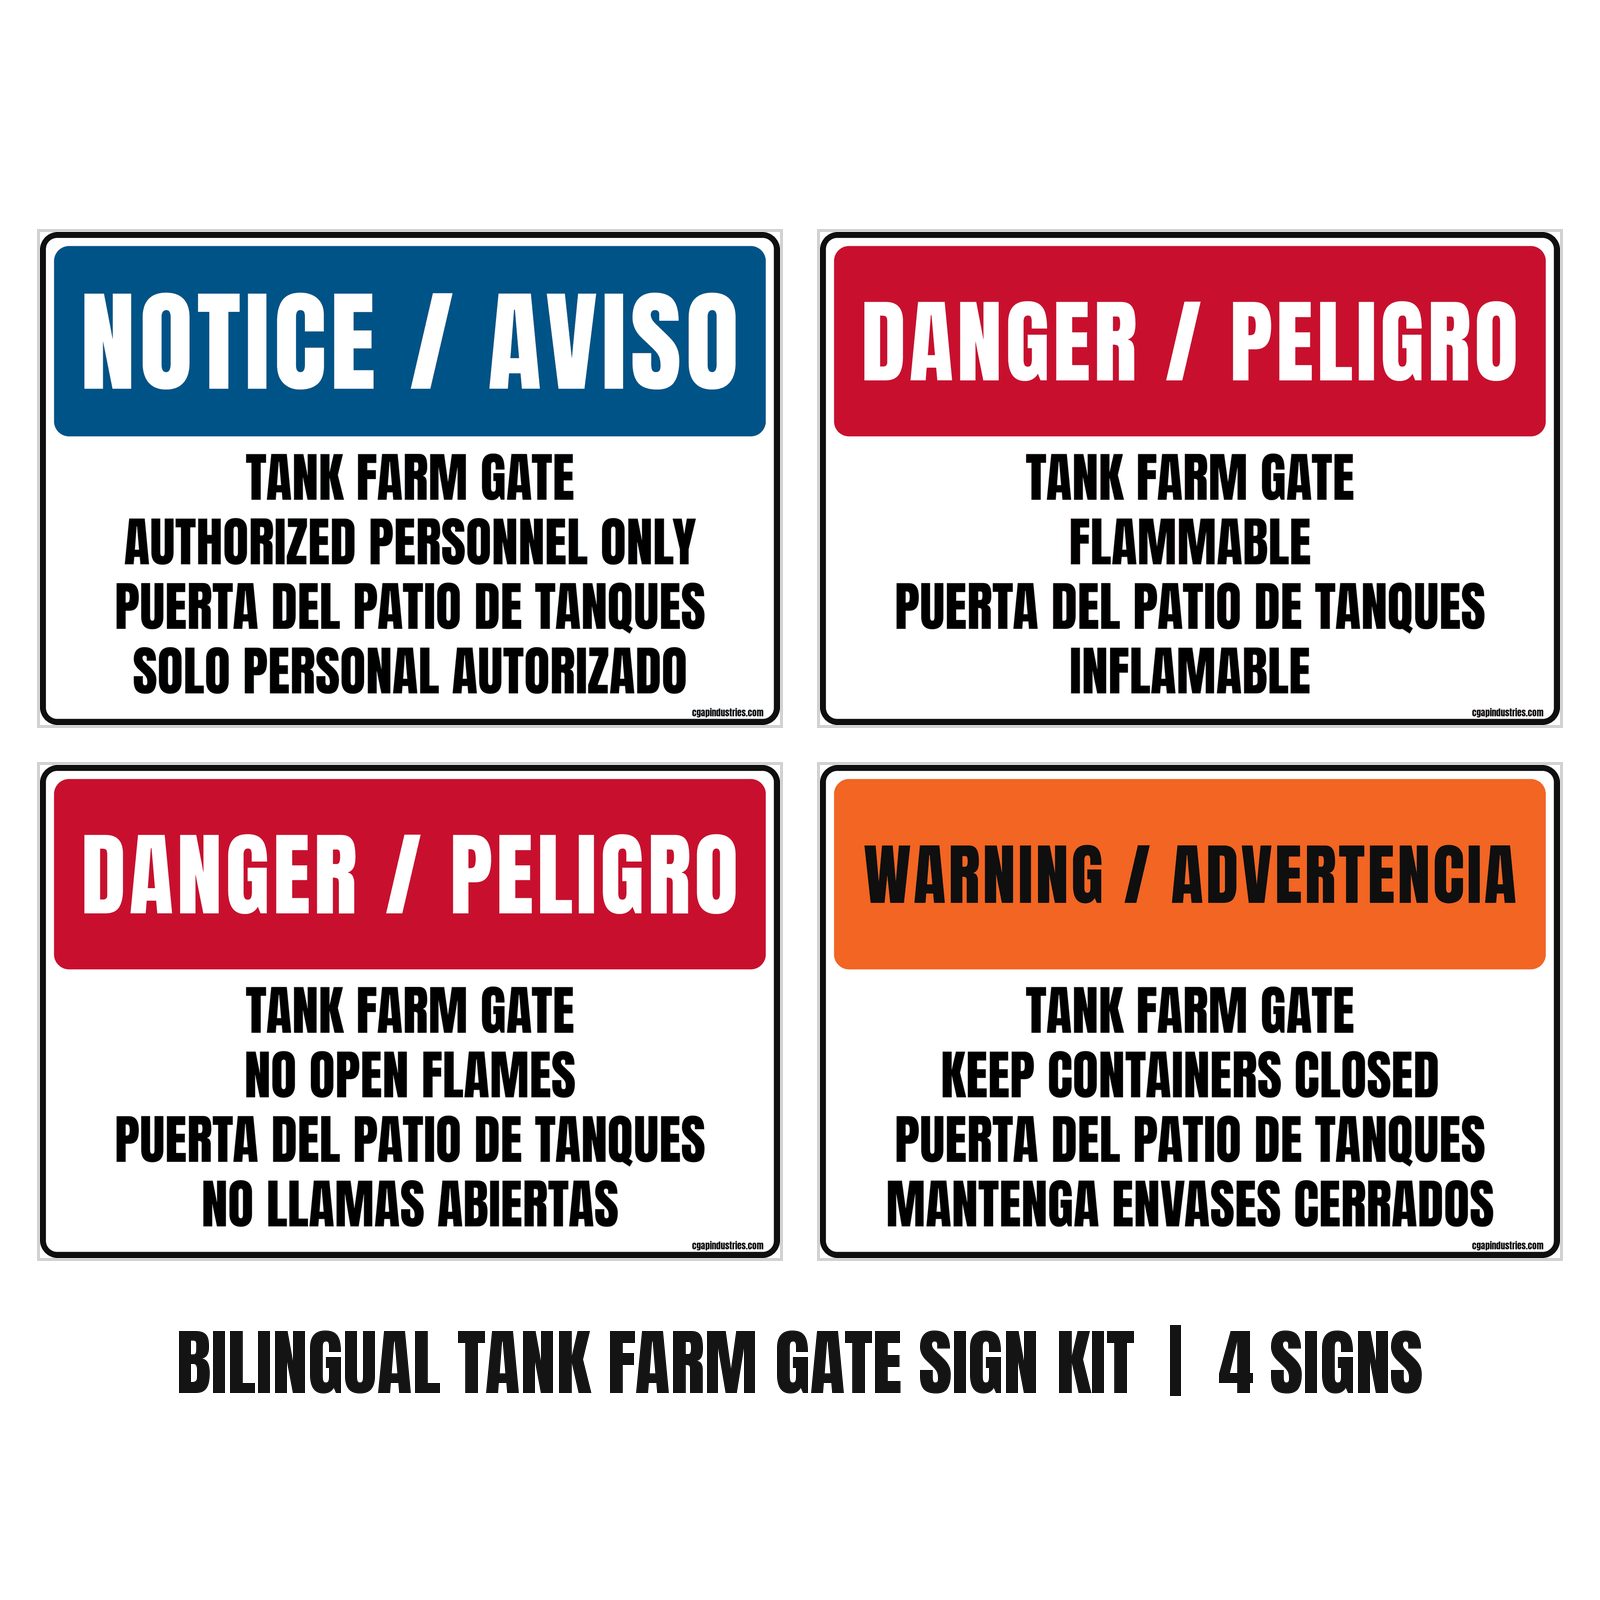 NOTICE / AVISO
TANK FARM GATE
AUTHORIZED PERSONNEL ONLY
PUERTA DEL PATIO DE TANQUES
SOLO PERSONAL AUTORIZADO
cgapindustries.com
DANGER / PELIGRO
TANK FARM GATE
FLAMMABLE
PUERTA DEL PATIO DE TANQUES
INFLAMABLE
cgapindustries.com
DANGER / PELIGRO
TANK FARM GATE
NO OPEN FLAMES
PUERTA DEL PATIO DE TANQUES
NO LLAMAS ABIERTAS
cgapindustries.com
WARNING / ADVERTENCIA
TANK FARM GATE
KEEP CONTAINERS CLOSED
PUERTA DEL PATIO DE TANQUES
MANTENGA ENVASES CERRADOS
cgapindustries.com
BILINGUAL TANK FARM GATE SIGN KIT | 4 SIGNS